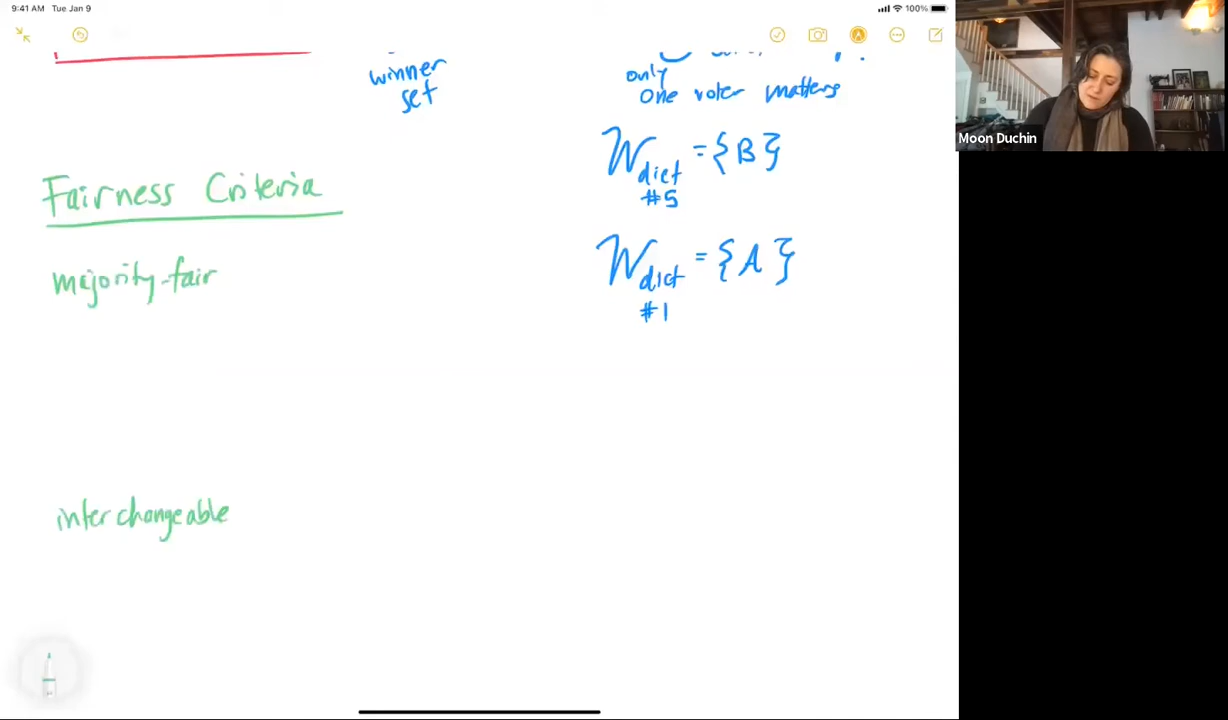 9:41 AM Tue Jan 9
100%
Moon Duchin
winner
set
only
one voter matters
W dict #5 = {B}
Fairness Criteria
majority-fair
W dict #1 = {A}
interchangeable